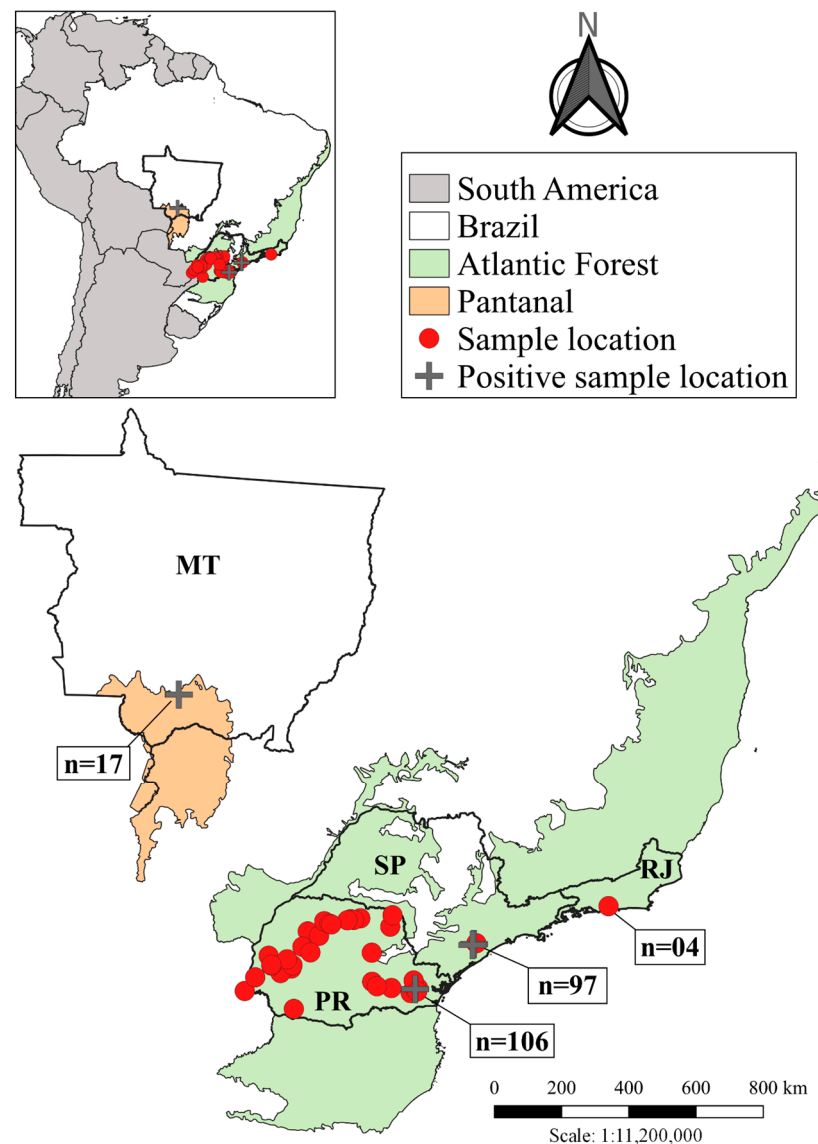 N
South America
Brazil
Atlantic Forest
Pantanal
Sample location
Positive sample location
MT
n=17
SP
RJ
n=04
n=97
PR
n=106
0 200 400 600 800 km
Scale: 1:11,200,000